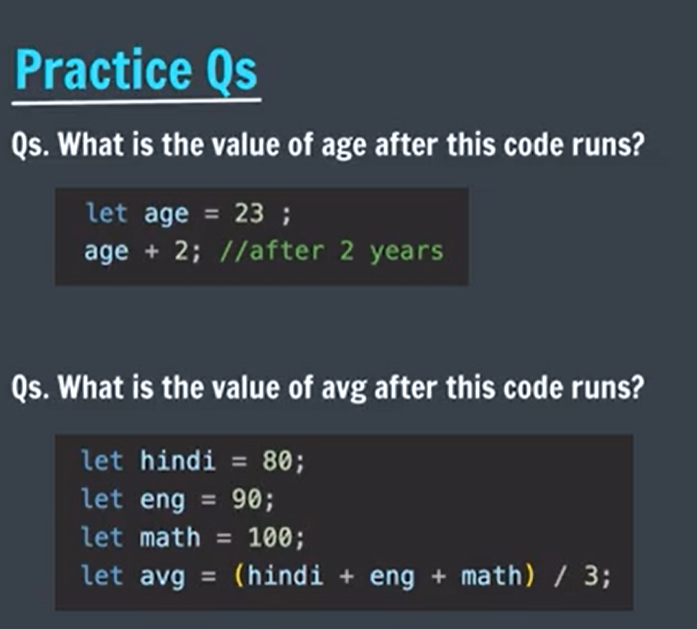 Practice Qs
Qs. What is the value of age after this code runs?
let age = 23 ;
age + 2; //after 2 years
Qs. What is the value of avg after this code runs?
let hindi = 80;
let eng = 90;
let math = 100;
let avg = (hindi + eng + math) / 3;